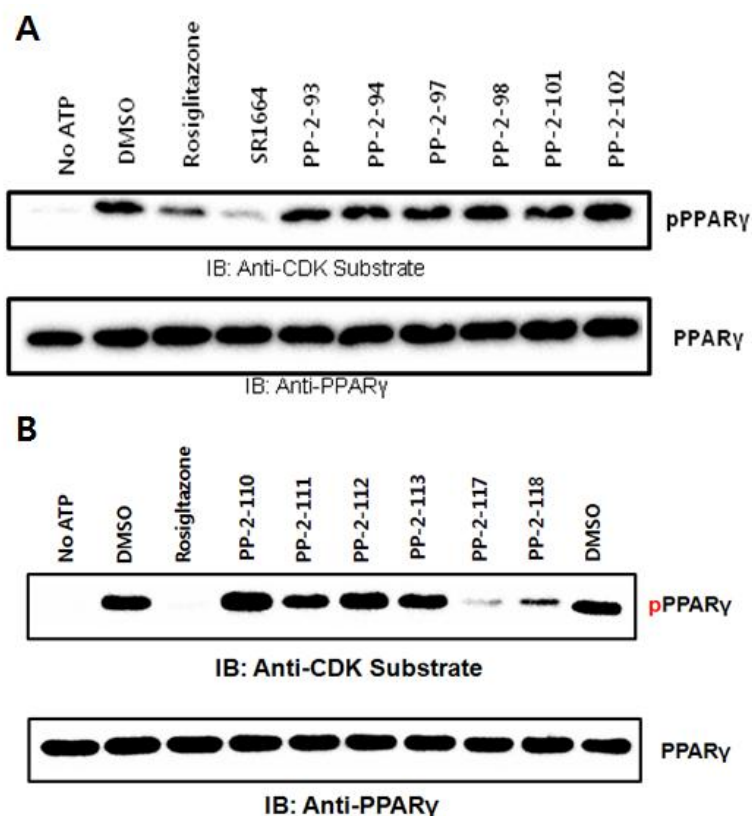 A
No ATP
DMSO
Rosiglitazone
SR1664
PP-2-93
PP-2-94
PP-2-97
PP-2-98
PP-2-101
PP-2-102
pPPARγ
IB: Anti-CDK Substrate
PPARγ
IB: Anti-PPARγ
B
No ATP
DMSO
Rosigltazone
PP-2-110
PP-2-111
PP-2-112
PP-2-113
PP-2-117
PP-2-118
DMSO
pPPARγ
IB: Anti-CDK Substrate
PPARγ
IB: Anti-PPARγ